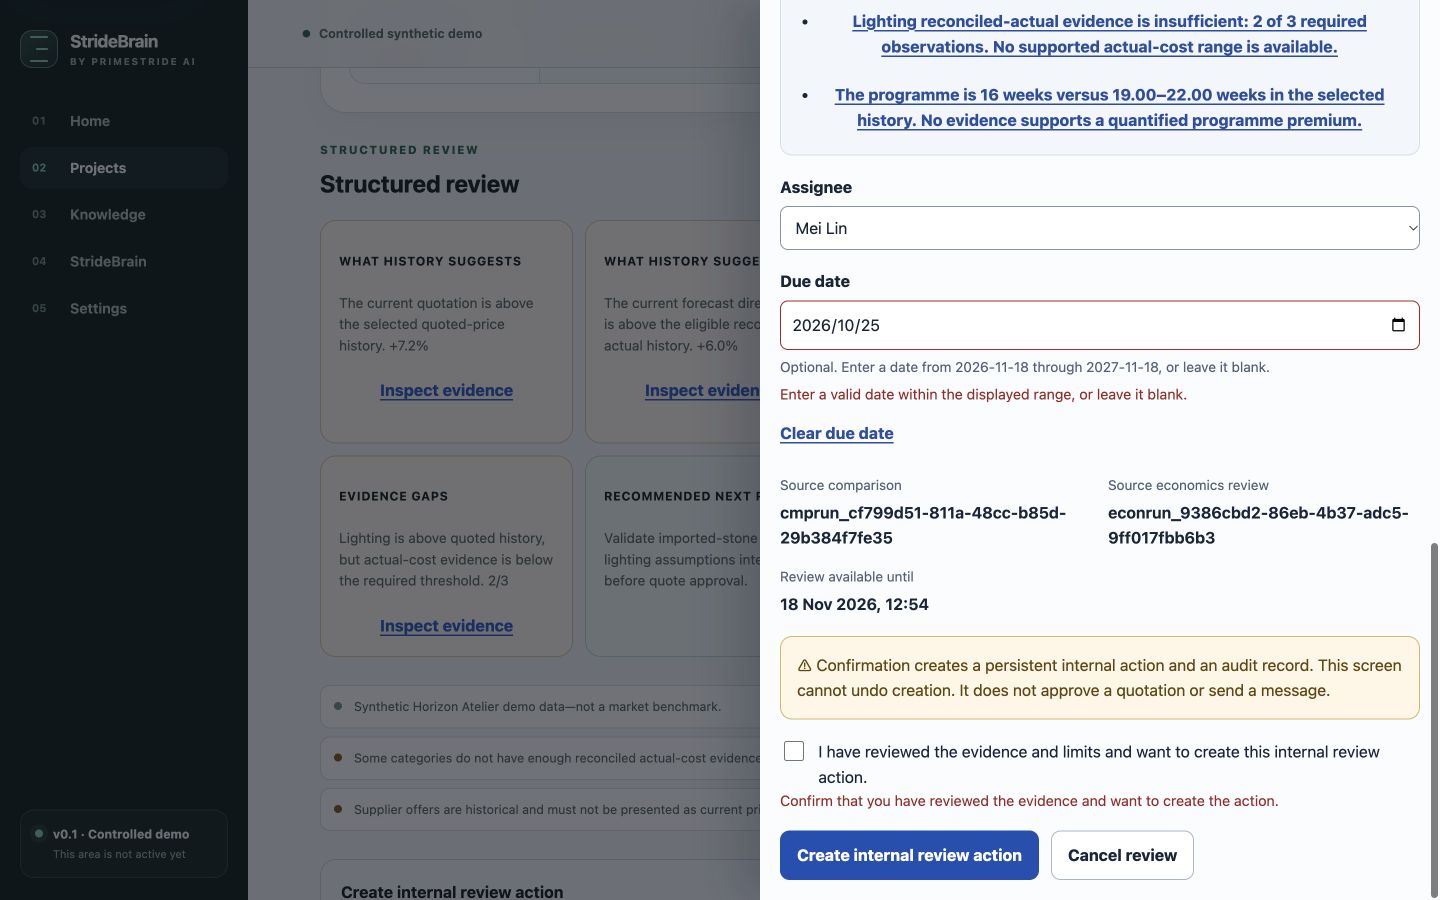 StrideBrain
BY PRIMESTRIDE AI
01 Home
02 Projects
03 Knowledge
04 StrideBrain
05 Settings
v0.1 · Controlled demo
This area is not active yet
Controlled synthetic demo
STRUCTURED REVIEW
Structured review
WHAT HISTORY SUGGESTS
The current quotation is above
the selected quoted-price
history. +7.2%
Inspect evidence
WHAT HISTORY SUGGE
The current forecast dire
is above the eligible reco
actual history. +6.0%
Inspect eviden
EVIDENCE GAPS
Lighting is above quoted history,
but actual-cost evidence is below
the required threshold. 2/3
Inspect evidence
RECOMMENDED NEXT
Validate imported-stone
lighting assumptions inte
before quote approval.
Synthetic Horizon Atelier demo data—not a market benchmark.
Some categories do not have enough reconciled actual-cost evidence
Supplier offers are historical and must not be presented as current pri
Create internal review action
• Lighting reconciled-actual evidence is insufficient: 2 of 3 required
observations. No supported actual-cost range is available.
• The programme is 16 weeks versus 19.00–22.00 weeks in the selected
history. No evidence supports a quantified programme premium.
Assignee
Mei Lin
Due date
2026/10/25
Optional. Enter a date from 2026-11-18 through 2027-11-18, or leave it blank.
Enter a valid date within the displayed range, or leave it blank.
Clear due date
Source comparison
cmprun_cf799d51-811a-48cc-b85d-
29b384f7fe35
Source economics review
econrun_9386cbd2-86eb-4b37-adc5-
9ff017fbb6b3
Review available until
18 Nov 2026, 12:54
⚠ Confirmation creates a persistent internal action and an audit record. This screen
cannot undo creation. It does not approve a quotation or send a message.
I have reviewed the evidence and limits and want to create this internal review
action.
Confirm that you have reviewed the evidence and want to create the action.
Create internal review action
Cancel review